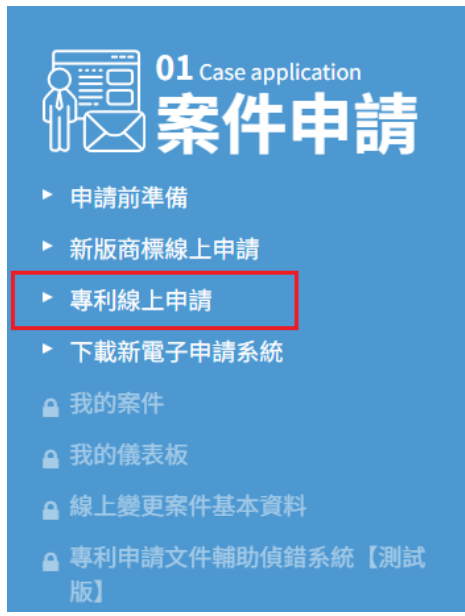 01 Case application
案件申請
申請前準備
新版商標線上申請
專利線上申請
下載新電子申請系統
我的案件
我的儀表板
線上變更案件基本資料
專利申請文件輔助偵錯系統【測試
版】